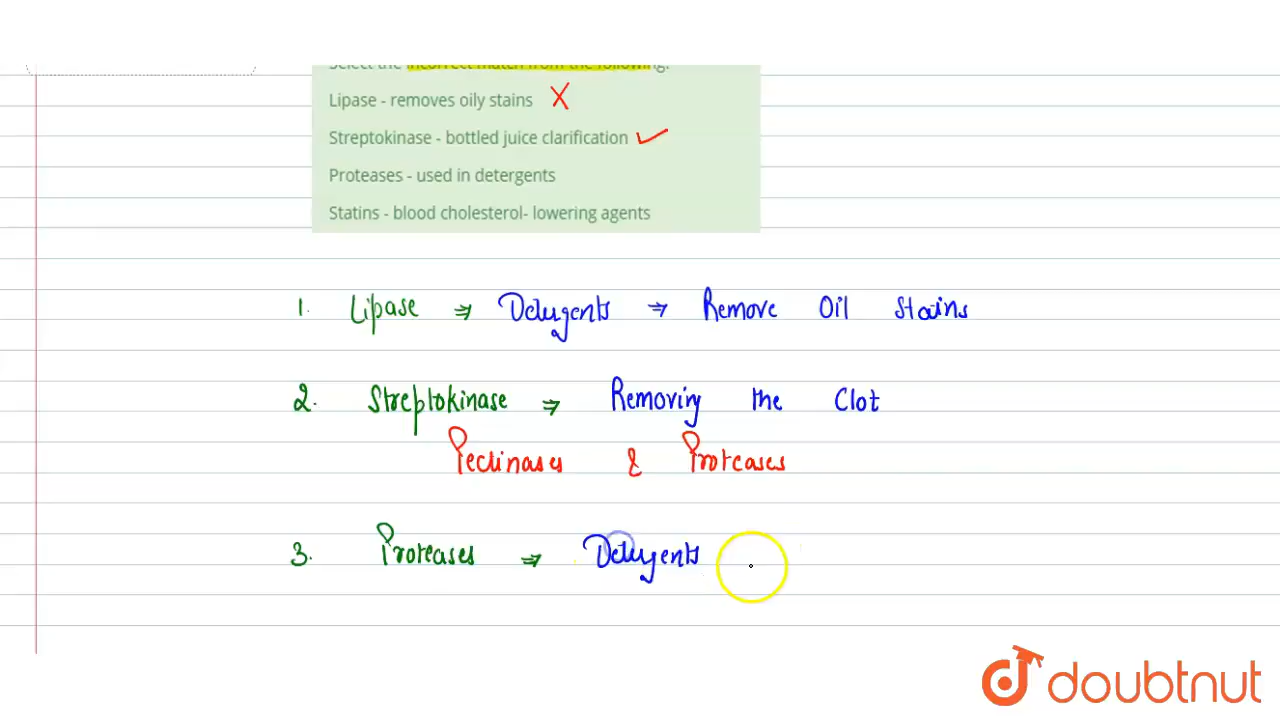 Select the incorrect match from the following.
Lipase - removes oily stains X
Streptokinase - bottled juice clarification ✓
Proteases - used in detergents
Statins - blood cholesterol- lowering agents
1. Lipase ⇒ Detergents → Remove Oil Stains
2. Streptokinase ⇒ Removing the Clot
Pectinases & Proteases
3. Proteases ⇒ Detergents
doubtnut